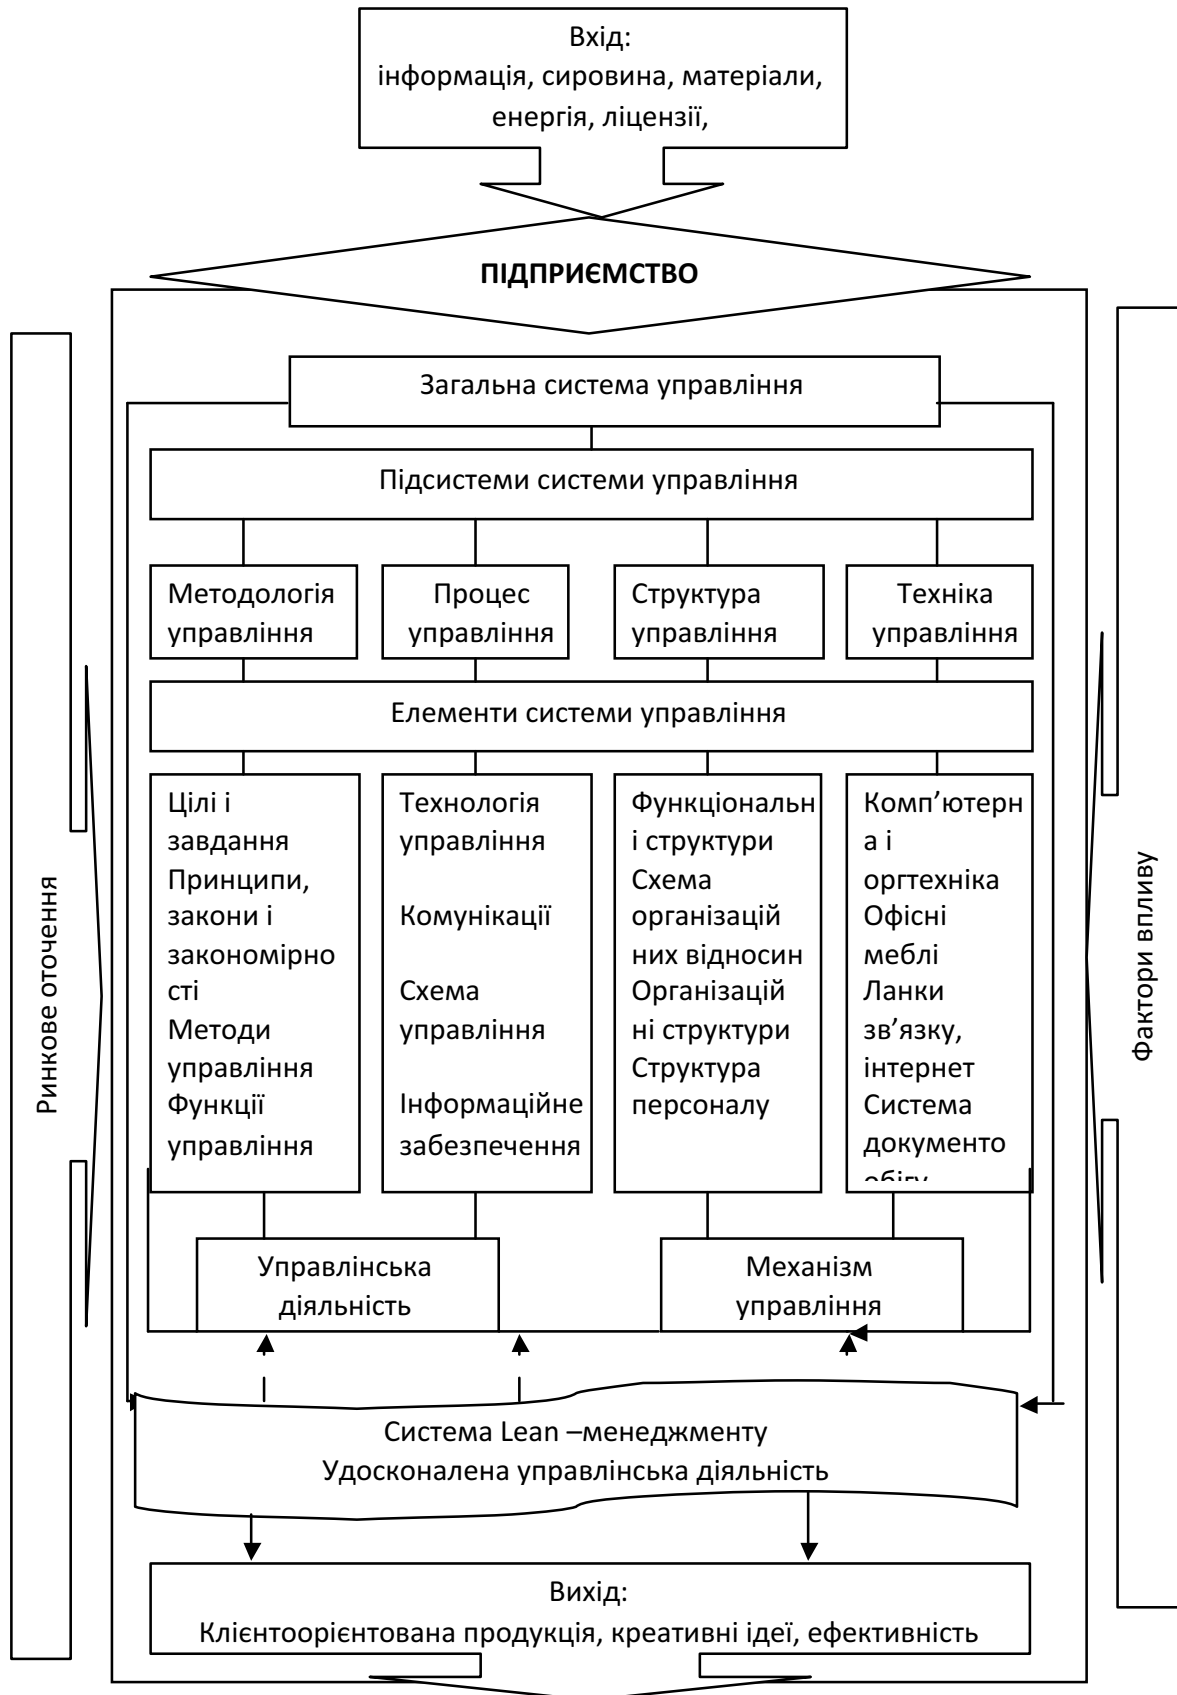 Вхід:
інформація, сировина, матеріали,
енергія, ліцензії,
ПІДПРИЄМСТВО
Загальна система управління
Підсистеми системи управління
Методологія
управління
Процес
управління
Структура
управління
Техніка
управління
Елементи системи управління
Цілі і
завдання
Принципи,
закони і
закономірно
сті
Методи
управління
Функції
управління
Технологія
управління
Комунікації
Схема
управління
Інформаційне
забезпечення
Функціональн
і структури
Схема
організацій
них відносин
Організацій
ні структури
Структура
персоналу
Комп’ютерн
а і
оргтехніка
Офісні
меблі
Ланки
зв’язку,
інтернет
Система
документо
обігу
Управлінська
діяльність
Механізм
управління
Система Lean –менеджменту
Удосконалена управлінська діяльність
Вихід:
Клієнтоорієнтована продукція, креативні ідеї, ефективність
Ринкове оточення
Фактори впливу